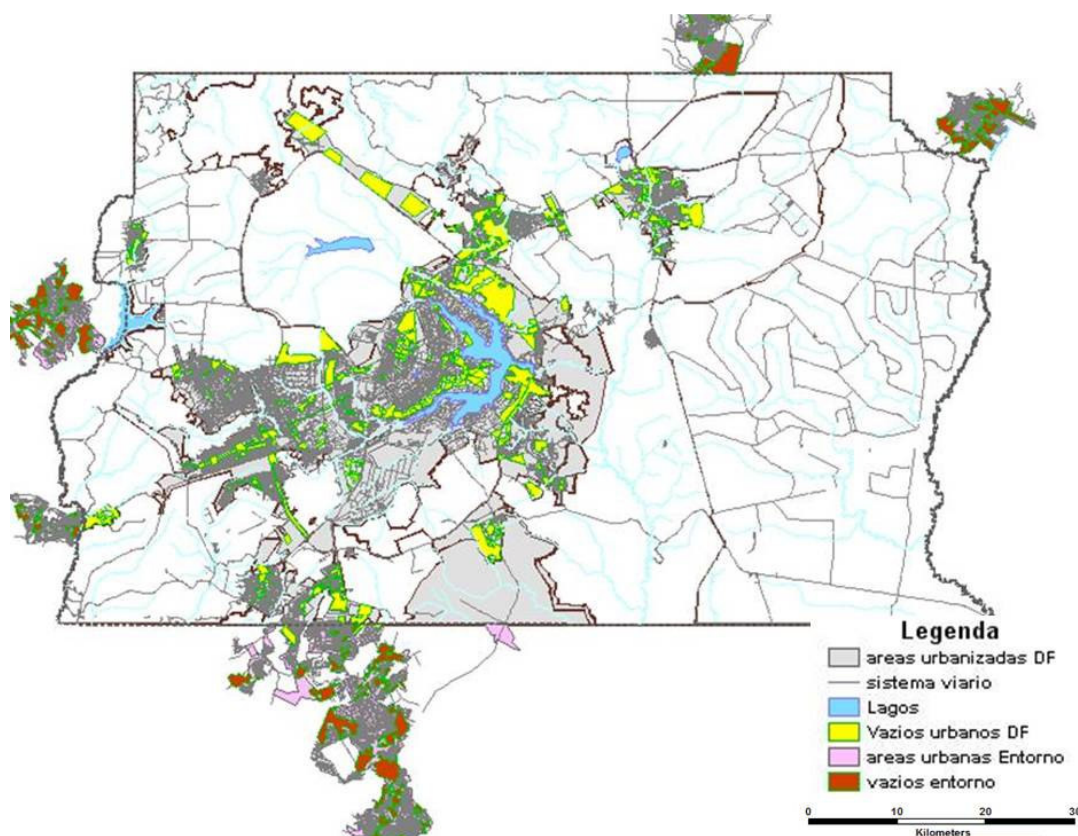 Legenda
areas urbanizadas DF
sistema viario
Lagos
Vazios urbanos DF
areas urbanas Entorno
vazios entorno
0 10 20 30
Kilometers